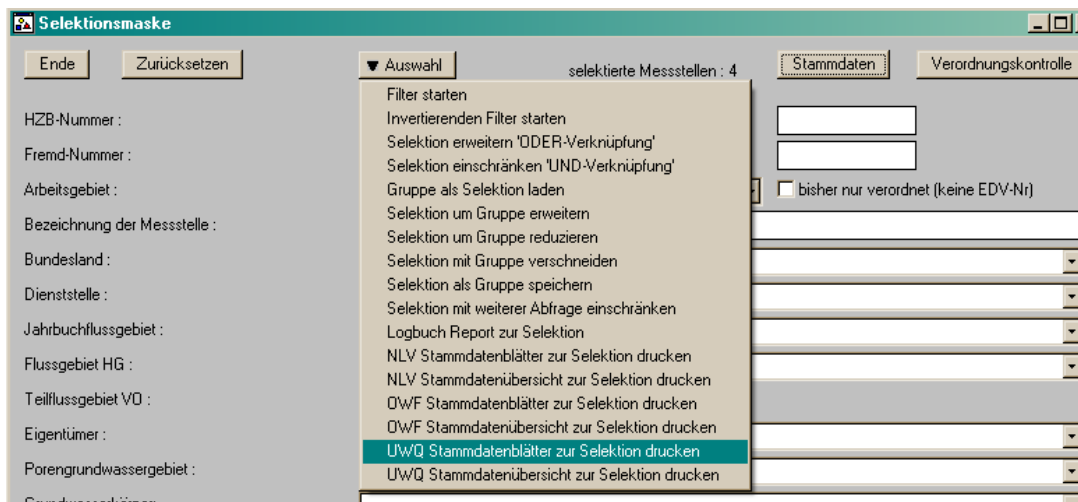 Selektionsmaske
Ende Zurücksetzen Auswahl selektierte Messstellen : 4 Stammdaten Verordnungskontrolle
Filter starten
HZB-Nummer : Invertierenden Filter starten
Selektion erweitern 'ODER-Verknüpfung'
Fremd-Nummer : Selektion einschränken 'UND-Verknüpfung'
Arbeitsgebiet : Gruppe als Selektion laden bisher nur verordnet (keine EDV-Nr)
Selektion um Gruppe erweitern
Bezeichnung der Messstelle : Selektion um Gruppe reduzieren
Bundesland : Selektion mit Gruppe verschneiden
Selektion als Gruppe speichern
Dienststelle : Selektion mit weiterer Abfrage einschränken
Jahrbuchflussgebiet : Logbuch Report zur Selektion
NLV Stammdatenblätter zur Selektion drucken
Flussgebiet HG : NLV Stammdatenübersicht zur Selektion drucken
Teilflussgebiet VO : OWF Stammdatenblätter zur Selektion drucken
OWF Stammdatenübersicht zur Selektion drucken
Eigentümer : UWQ Stammdatenblätter zur Selektion drucken
Porengrundwassergebiet : UWQ Stammdatenübersicht zur Selektion drucken